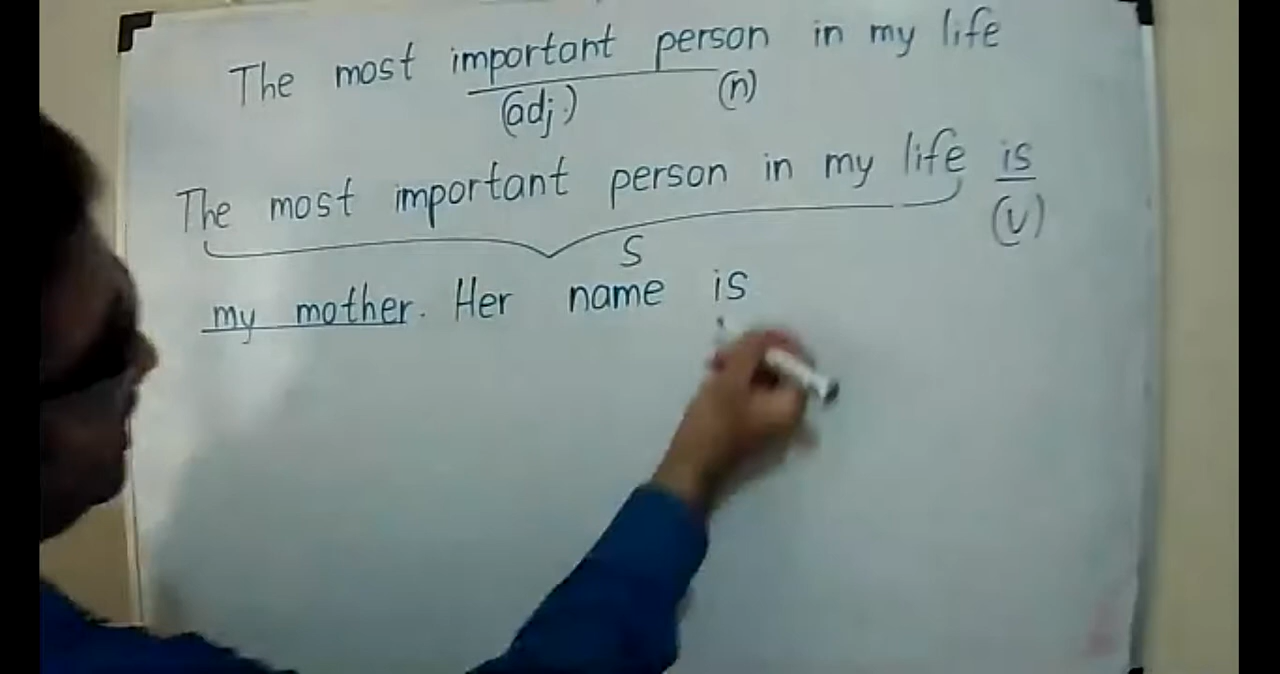 The most important person in my life
(adj.) (n)
The most important person in my life is
S (v)
my mother. Her name is